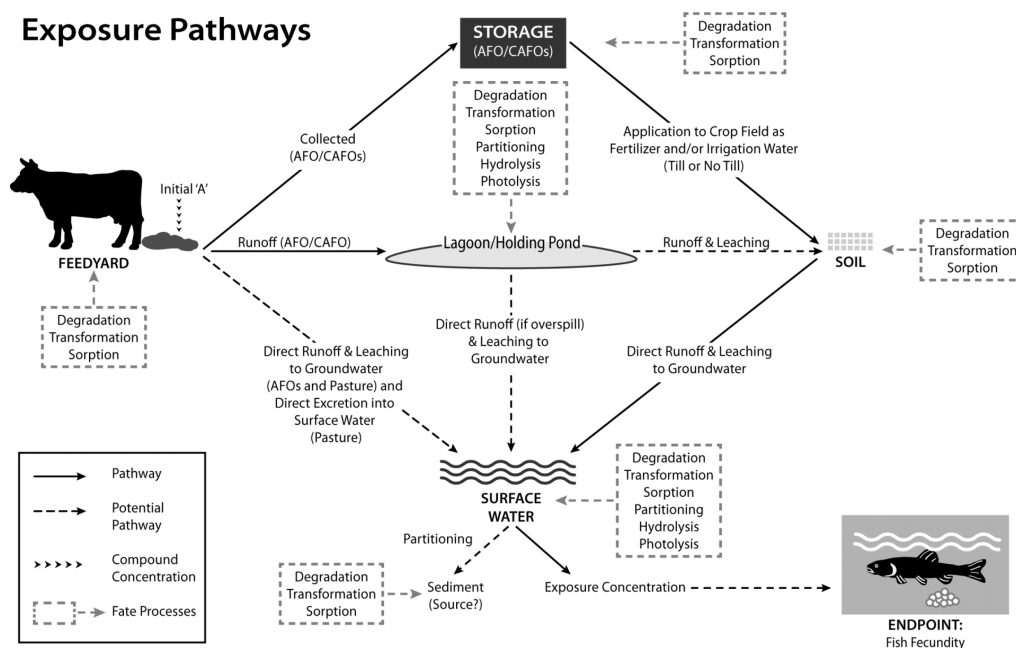 Exposure Pathways
STORAGE
(AFO/CAFOs)
Degradation
Transformation
Sorption
Degradation
Transformation
Sorption
Partitioning
Hydrolysis
Photolysis
Collected
(AFO/CAFOs)
Application to Crop Field as
Fertilizer and/or Irrigation Water
(Till or No Till)
Initial ‘A’
Runoff (AFO/CAFO)
Lagoon/Holding Pond
Runoff & Leaching
FEEDYARD
SOIL
Degradation
Transformation
Sorption
Degradation
Transformation
Sorption
Direct Runoff & Leaching
to Groundwater
(AFOs and Pasture) and
Direct Excretion into
Surface Water
(Pasture)
Direct Runoff (if overspill)
& Leaching to
Groundwater
Direct Runoff & Leaching
to Groundwater
SURFACE
WATER
Degradation
Transformation
Sorption
Partitioning
Hydrolysis
Photolysis
Pathway
Potential
Pathway
Compound
Concentration
Fate Processes
Partitioning
Degradation
Transformation
Sorption
Sediment
(Source?)
Exposure Concentration
ENDPOINT:
Fish Fecundity